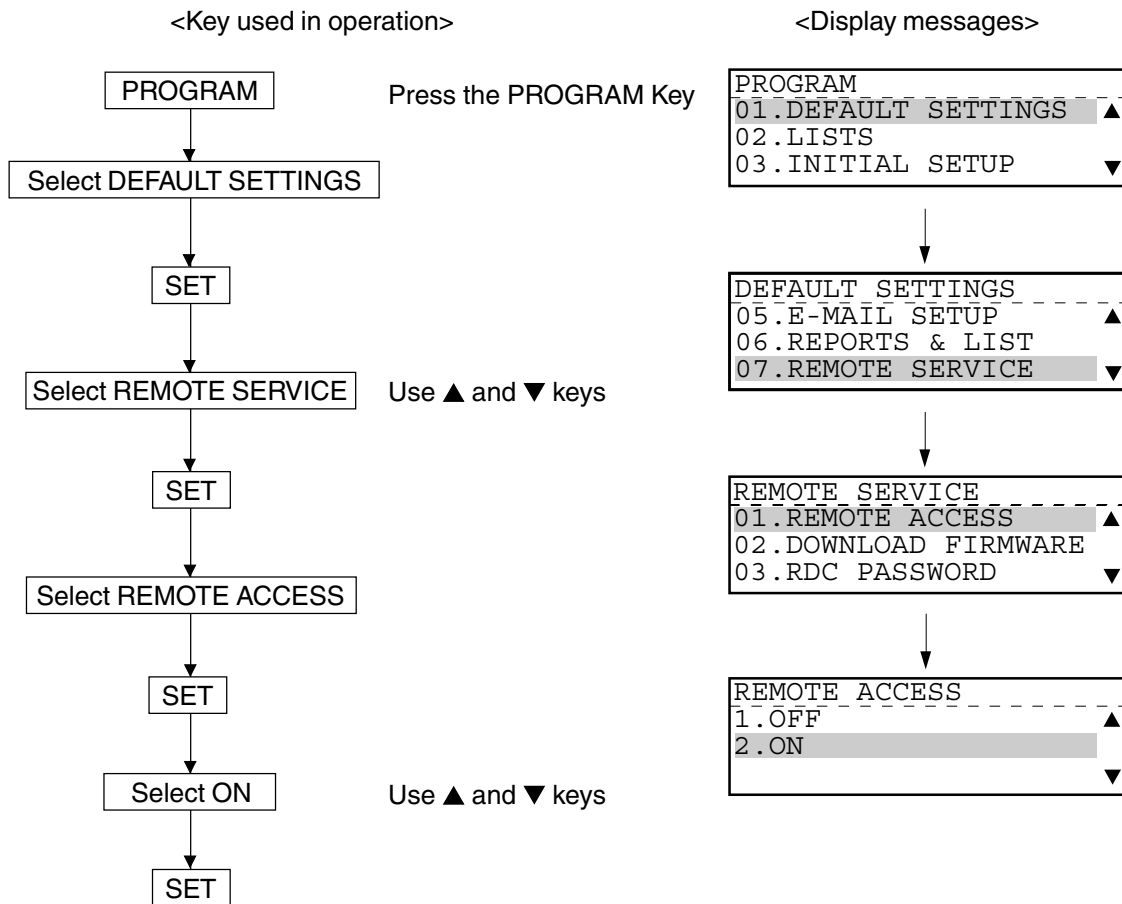 <Key used in operation>
<Display messages>
PROGRAM
Press the PROGRAM Key
PROGRAM
01.DEFAULT SETTINGS ▲
02.LISTS
03.INITIAL SETUP ▼
Select DEFAULT SETTINGS
SET
DEFAULT SETTINGS
05.E-MAIL SETUP ▲
06.REPORTS & LIST
07.REMOTE SERVICE ▼
Select REMOTE SERVICE
Use ▲ and ▼ keys
SET
REMOTE SERVICE
01.REMOTE ACCESS ▲
02.DOWNLOAD FIRMWARE
03.RDC PASSWORD ▼
Select REMOTE ACCESS
SET
REMOTE ACCESS
1.OFF ▲
2.ON
▼
Select ON
Use ▲ and ▼ keys
SET